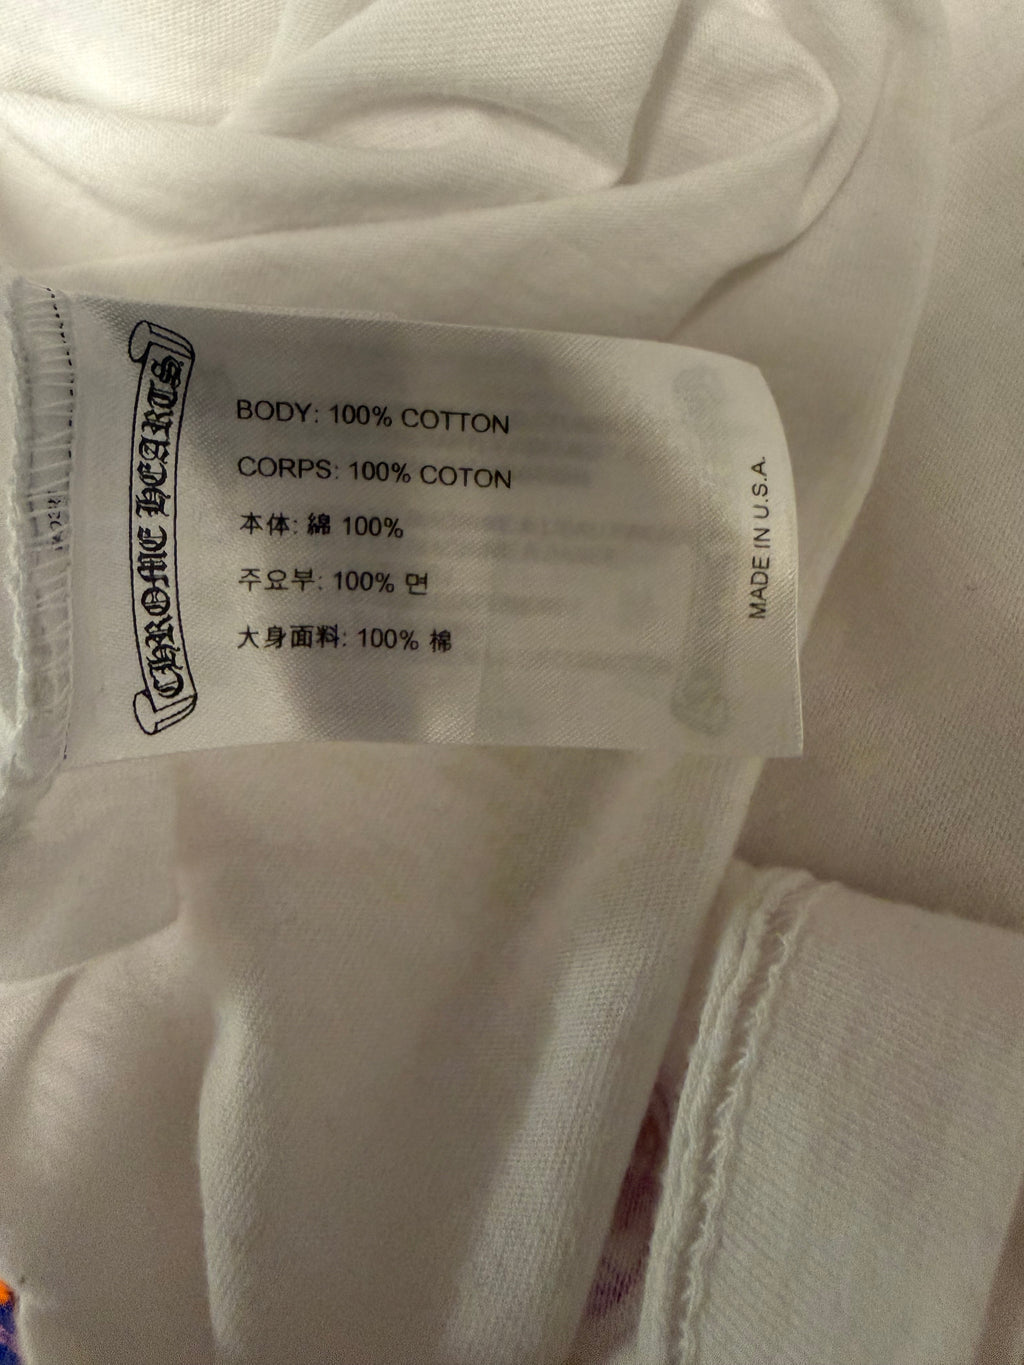 CHROME HEARTS
BODY: 100% COTTON
CORPS: 100% COTON
本体: 綿 100%
주요부: 100% 면
大身面料: 100% 棉
MADE IN U.S.A.